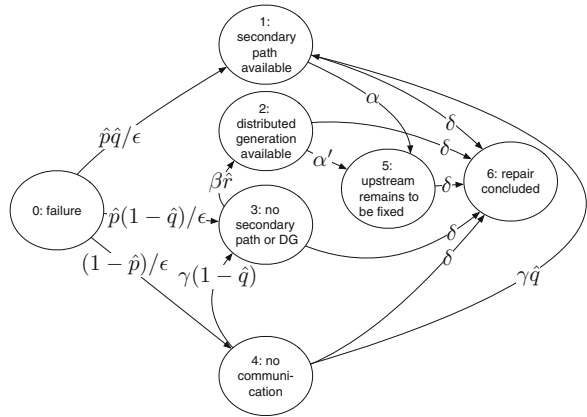 1:
secondary
path
available
α
δ
p̂q̂/ϵ
2:
distributed
generation
available
δ
α′
5:
upstream
remains to
be fixed
δ
6: repair
concluded
βr̂
0: failure
p̂(1 − q̂)/ϵ
3: no
secondary
path or DG
δ
(1 − p̂)/ϵ
γ(1 − q̂)
δ
γq̂
4: no
communi-
cation